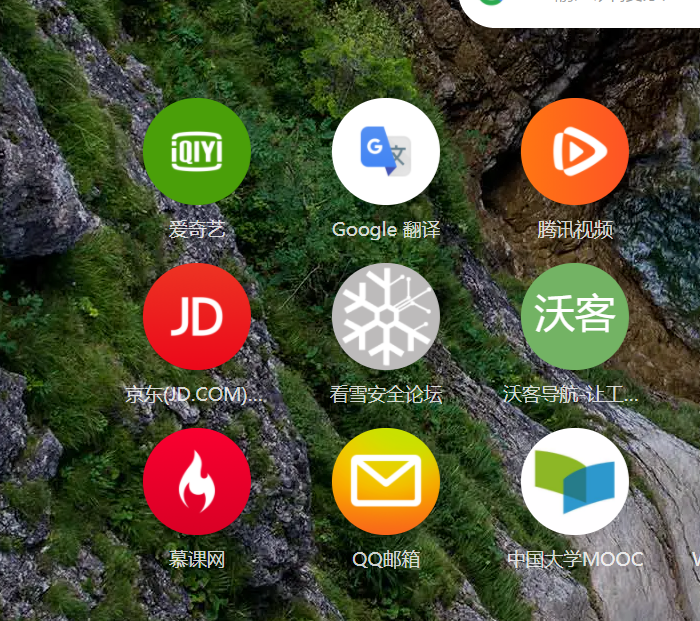 iQIYI
G 文
爱奇艺
Google 翻译
腾讯视频
JD
沃客
京东(JD.COM)...
看雪安全论坛
沃客导航-让工...
慕课网
QQ邮箱
中国大学MOOC